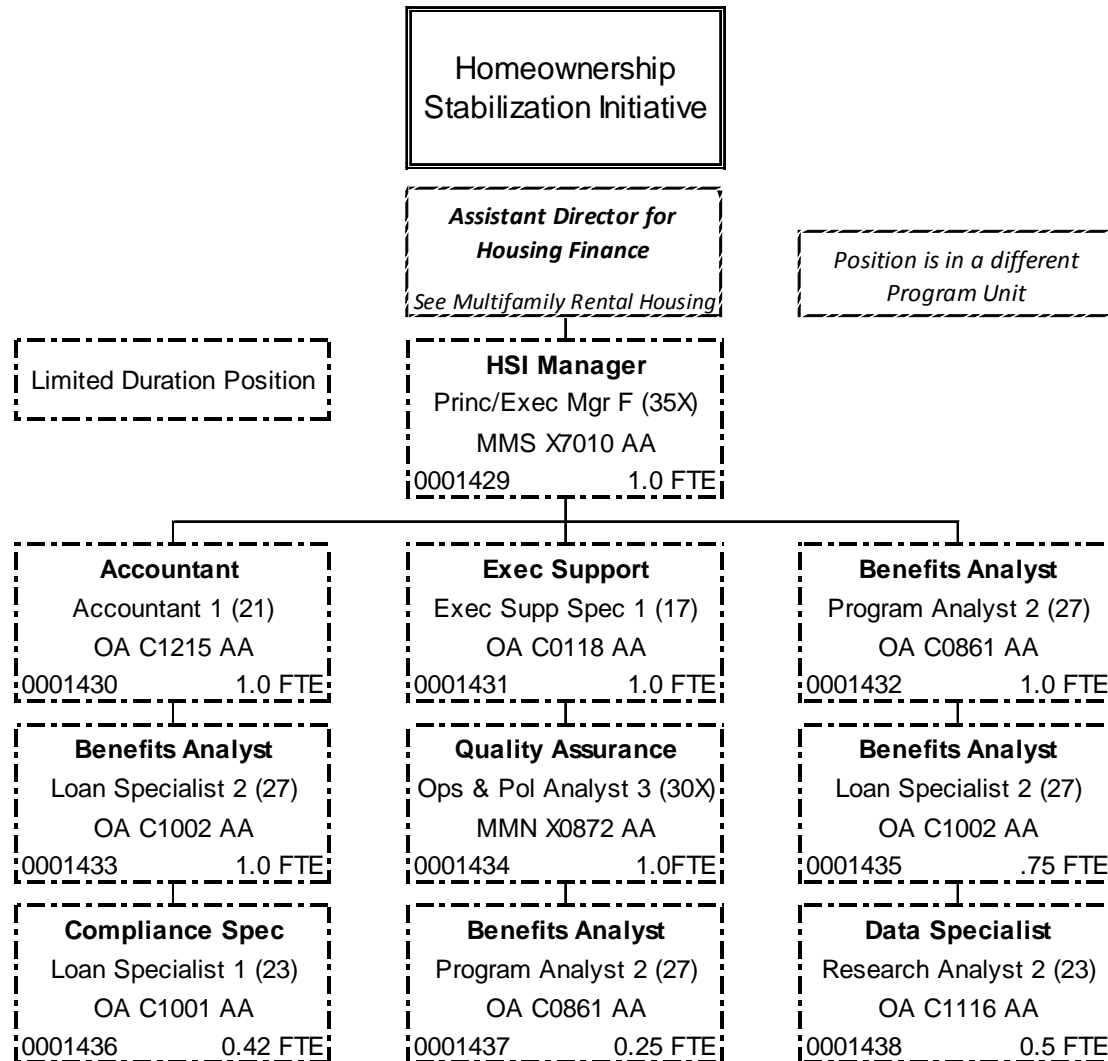 Homeownership
Stabilization Initiative
Assistant Director for
Housing Finance
See Multifamily Rental Housing
Position is in a different
Program Unit
Limited Duration Position
HSI Manager
Princ/Exec Mgr F (35X)
MMS X7010 AA
0001429 1.0 FTE
Accountant
Accountant 1 (21)
OA C1215 AA
0001430 1.0 FTE
Exec Support
Exec Supp Spec 1 (17)
OA C0118 AA
0001431 1.0 FTE
Benefits Analyst
Program Analyst 2 (27)
OA C0861 AA
0001432 1.0 FTE
Benefits Analyst
Loan Specialist 2 (27)
OA C1002 AA
0001433 1.0 FTE
Quality Assurance
Ops & Pol Analyst 3 (30X)
MMN X0872 AA
0001434 1.0FTE
Benefits Analyst
Loan Specialist 2 (27)
OA C1002 AA
0001435 .75 FTE
Compliance Spec
Loan Specialist 1 (23)
OA C1001 AA
0001436 0.42 FTE
Benefits Analyst
Program Analyst 2 (27)
OA C0861 AA
0001437 0.25 FTE
Data Specialist
Research Analyst 2 (23)
OA C1116 AA
0001438 0.5 FTE